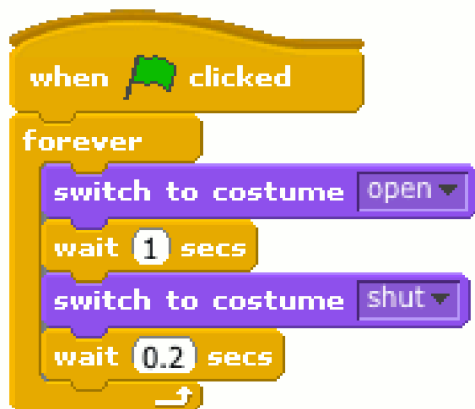 when clicked
forever
switch to costume open
wait 1 secs
switch to costume shut
wait 0.2 secs